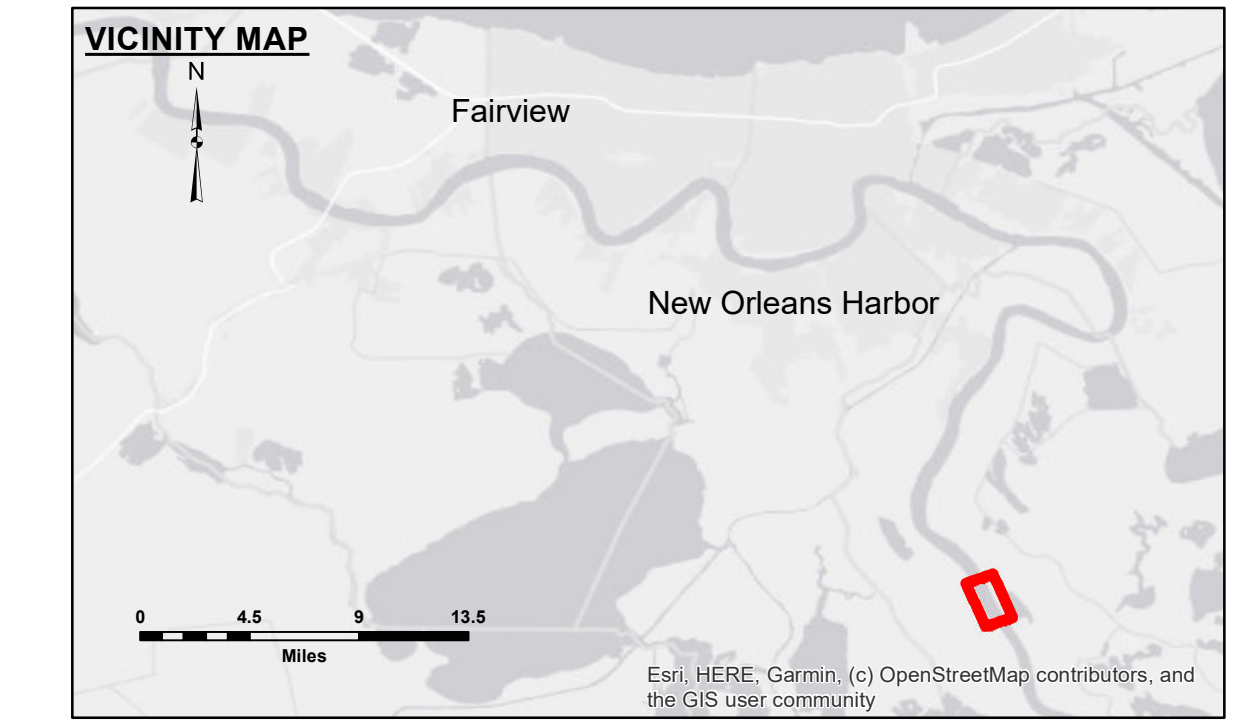 VICINITY MAP
N
Fairview
New Orleans Harbor
0 4.5 9 13.5
Miles
Esri, HERE, Garmin, (c) OpenStreetMap contributors, and
the GIS user community